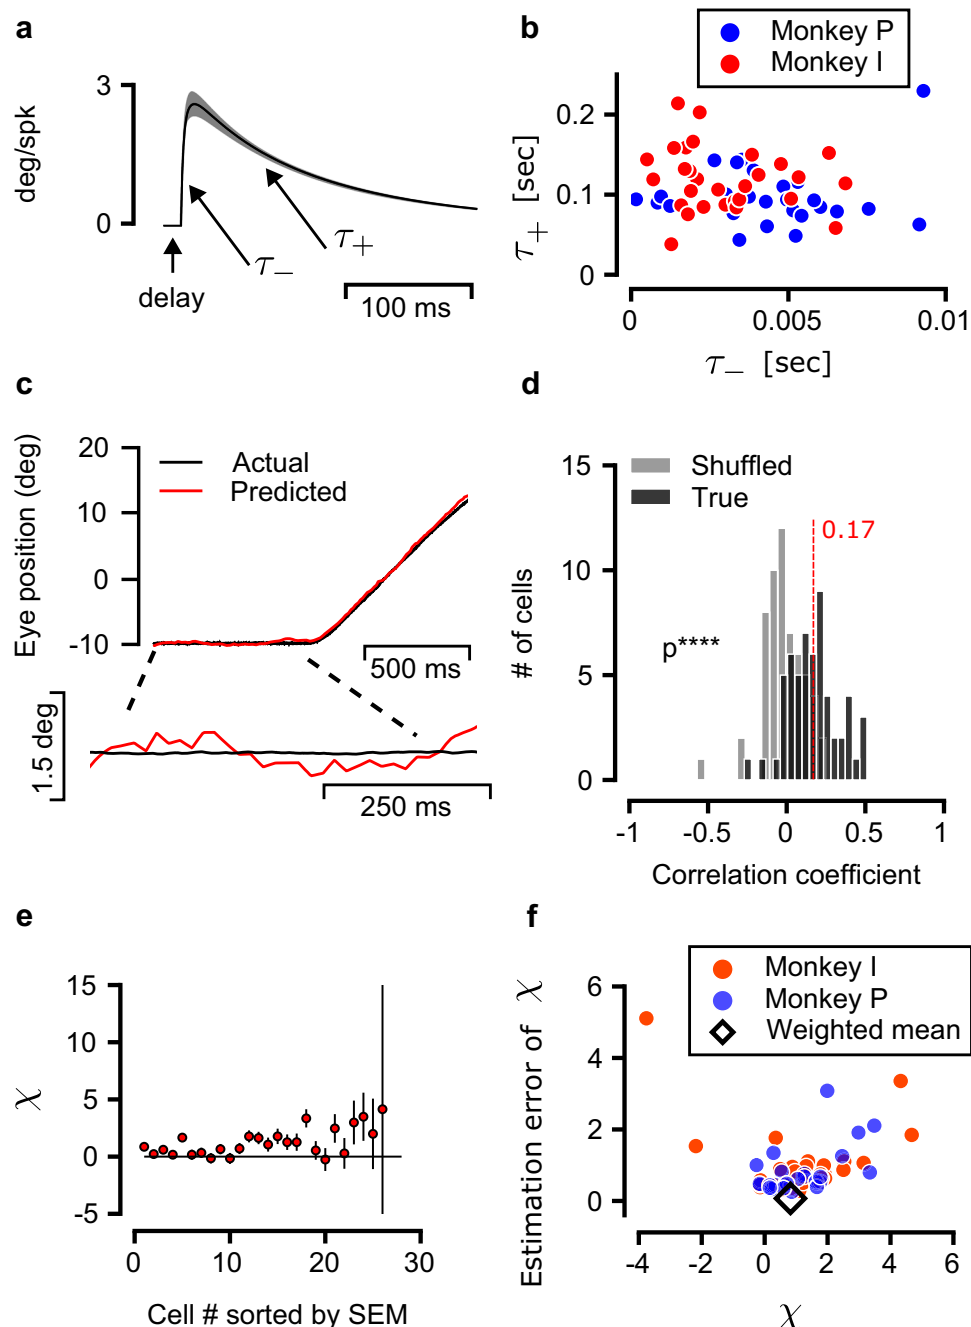 a
deg/spk
3
0
delay
τ−
τ+
100 ms
b
Monkey P
Monkey I
τ+ [sec]
0.2
0.1
0
0
0.005
0.01
τ− [sec]
c
Eye position (deg)
20
10
0
-10
Actual
Predicted
500 ms
1.5 deg
250 ms
d
Shuffled
True
# of cells
15
10
5
0
0.17
p****
-1
-0.5
0
0.5
1
Correlation coefficient
e
χ
15
10
5
0
-5
0
10
20
30
Cell # sorted by SEM
f
Monkey I
Monkey P
Weighted mean
Estimation error of χ
6
4
2
0
-4
-2
0
2
4
6
χ